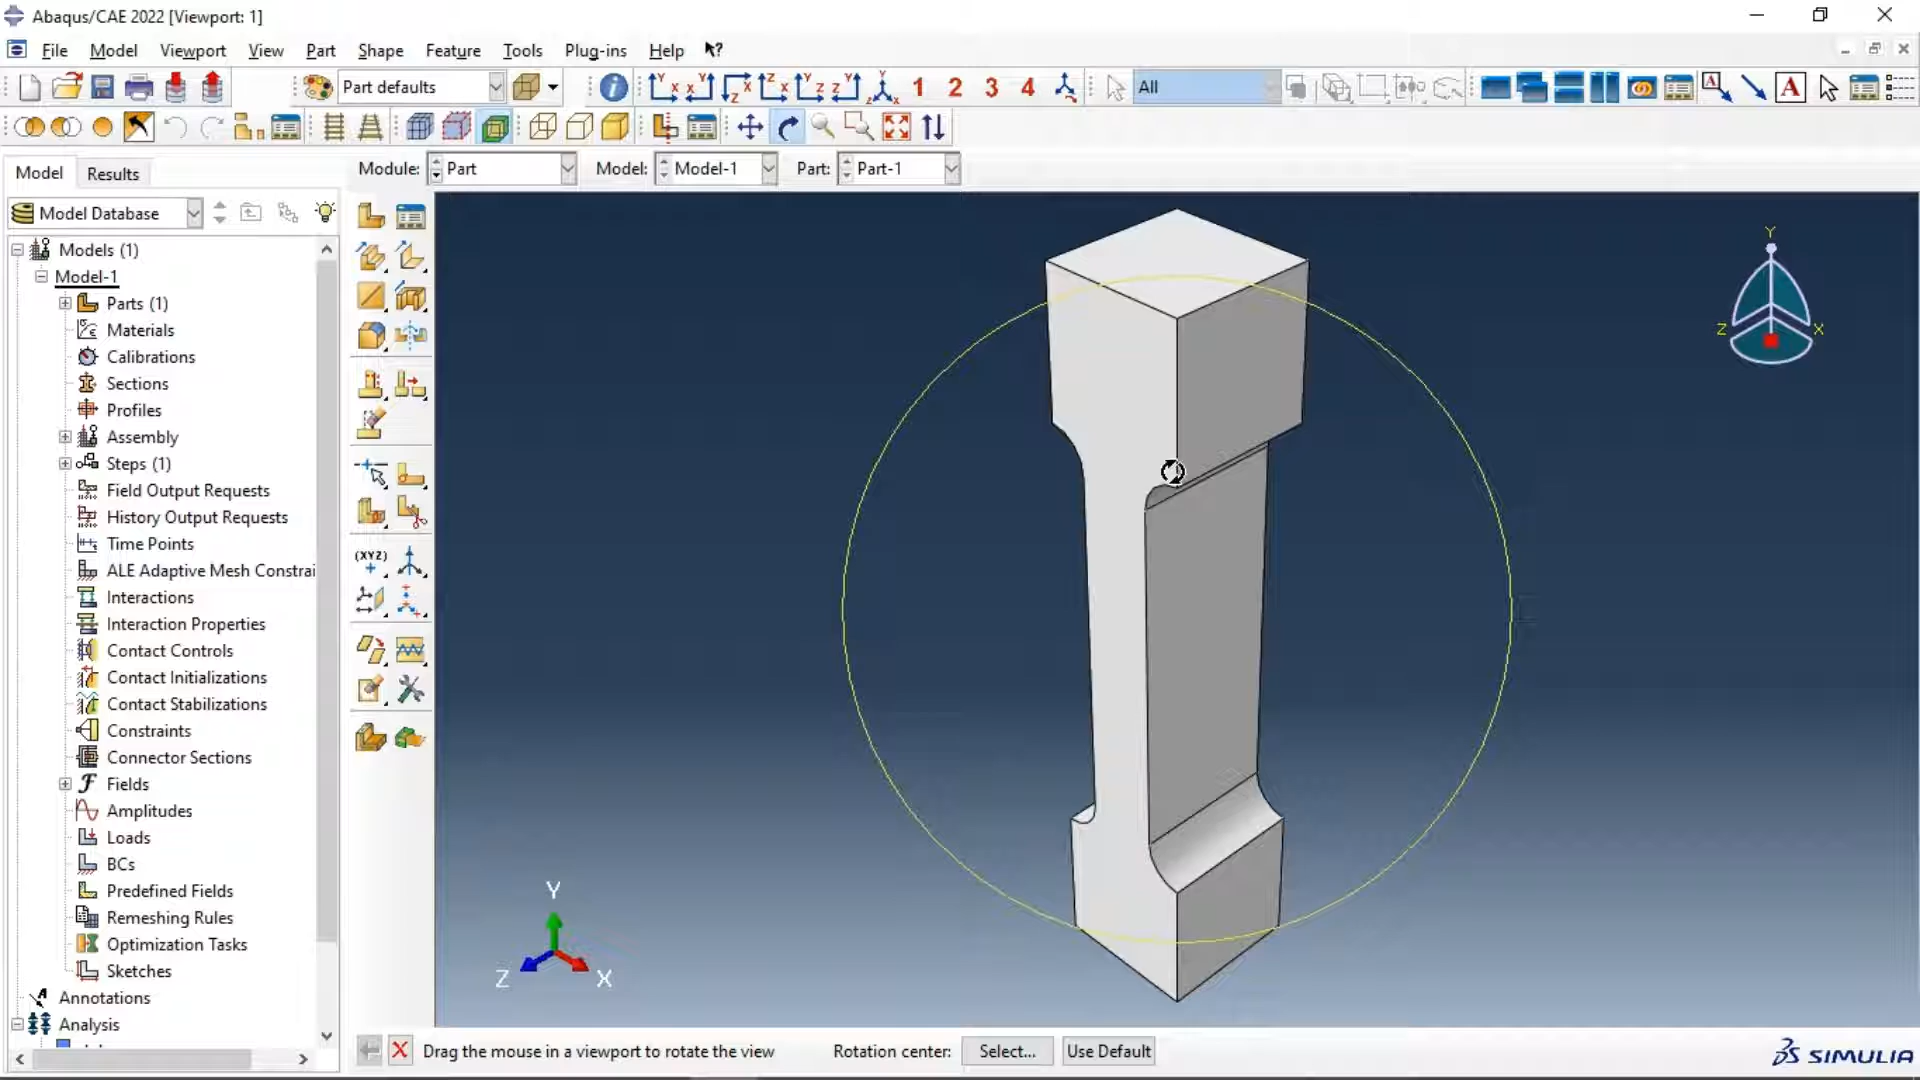 Abaqus/CAE 2022 [Viewport: 1]
File Model Viewport View Part Shape Feature Tools Plug-ins Help
Part defaults
1 2 3 4
All
A
Model Results
Module: Part Model: Model-1 Part: Part-1
Model Database
Models (1)
Model-1
Parts (1)
Materials
Calibrations
Sections
Profiles
Assembly
Steps (1)
Field Output Requests
History Output Requests
Time Points
ALE Adaptive Mesh Constrai
Interactions
Interaction Properties
Contact Controls
Contact Initializations
Contact Stabilizations
Constraints
Connector Sections
Fields
Amplitudes
Loads
BCs
Predefined Fields
Remeshing Rules
Optimization Tasks
Sketches
Annotations
Analysis
(XYZ)
Y
Z X
Y
Z X
Drag the mouse in a viewport to rotate the view Rotation center: Select... Use Default
SIMULIA